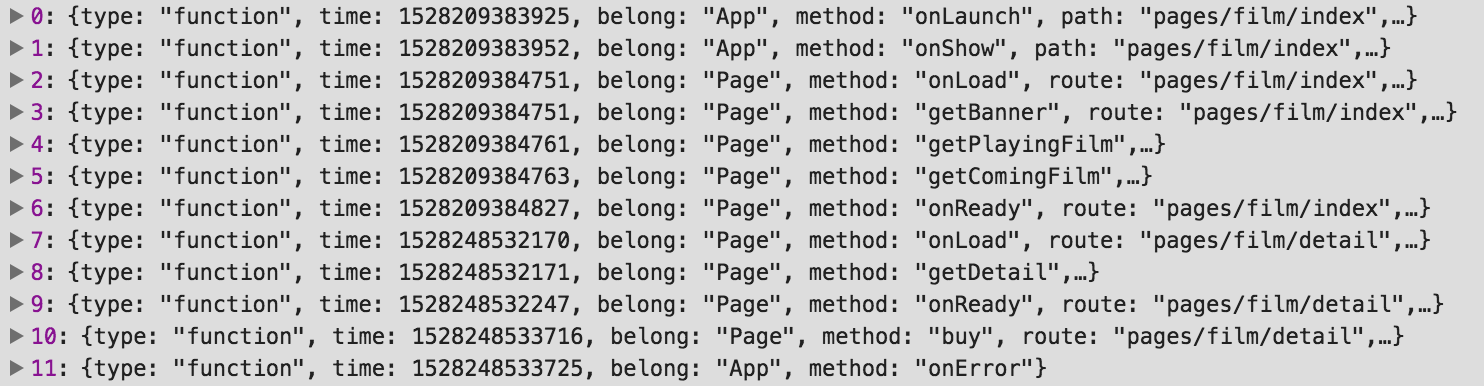 0: {type: "function", time: 1528209383925, belong: "App", method: "onLaunch", path: "pages/film/index",…}
1: {type: "function", time: 1528209383952, belong: "App", method: "onShow", path: "pages/film/index",…}
2: {type: "function", time: 1528209384751, belong: "Page", method: "onLoad", route: "pages/film/index",…}
3: {type: "function", time: 1528209384751, belong: "Page", method: "getBanner", route: "pages/film/index",…}
4: {type: "function", time: 1528209384761, belong: "Page", method: "getPlayingFilm",…}
5: {type: "function", time: 1528209384763, belong: "Page", method: "getComingFilm",…}
6: {type: "function", time: 1528209384827, belong: "Page", method: "onReady", route: "pages/film/index",…}
7: {type: "function", time: 1528248532170, belong: "Page", method: "onLoad", route: "pages/film/detail",…}
8: {type: "function", time: 1528248532171, belong: "Page", method: "getDetail",…}
9: {type: "function", time: 1528248532247, belong: "Page", method: "onReady", route: "pages/film/detail",…}
10: {type: "function", time: 1528248533716, belong: "Page", method: "buy", route: "pages/film/detail",…}
11: {type: "function", time: 1528248533725, belong: "App", method: "onError"}